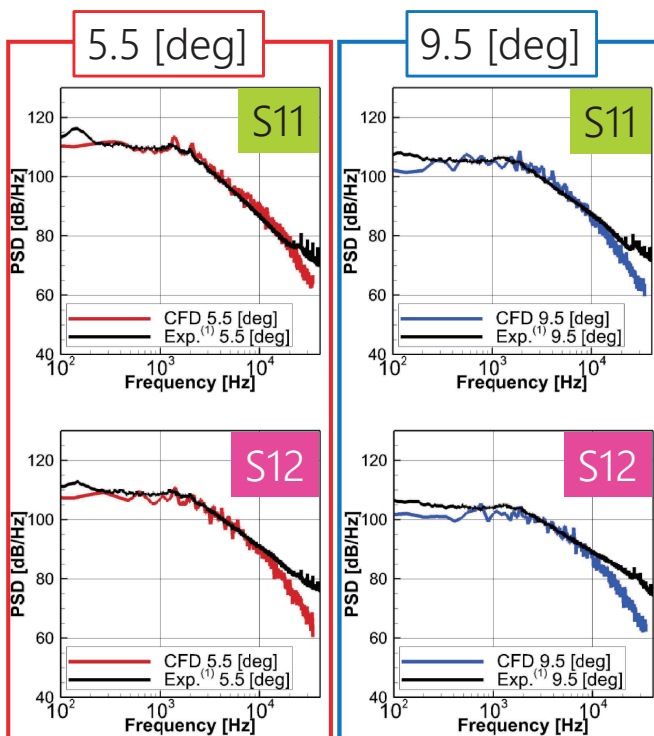 5.5 [deg]
9.5 [deg]
S11
120
100
80
60
40
PSD [dB/Hz]
CFD 5.5 [deg]
Exp.(1) 5.5 [deg]
10² 10³ 10⁴
Frequency [Hz]
S11
120
100
80
60
40
PSD [dB/Hz]
CFD 9.5 [deg]
Exp.(1) 9.5 [deg]
10² 10³ 10⁴
Frequency [Hz]
S12
120
100
80
60
40
PSD [dB/Hz]
CFD 5.5 [deg]
Exp.(1) 5.5 [deg]
10² 10³ 10⁴
Frequency [Hz]
S12
120
100
80
60
40
PSD [dB/Hz]
CFD 9.5 [deg]
Exp.(1) 9.5 [deg]
10² 10³ 10⁴
Frequency [Hz]